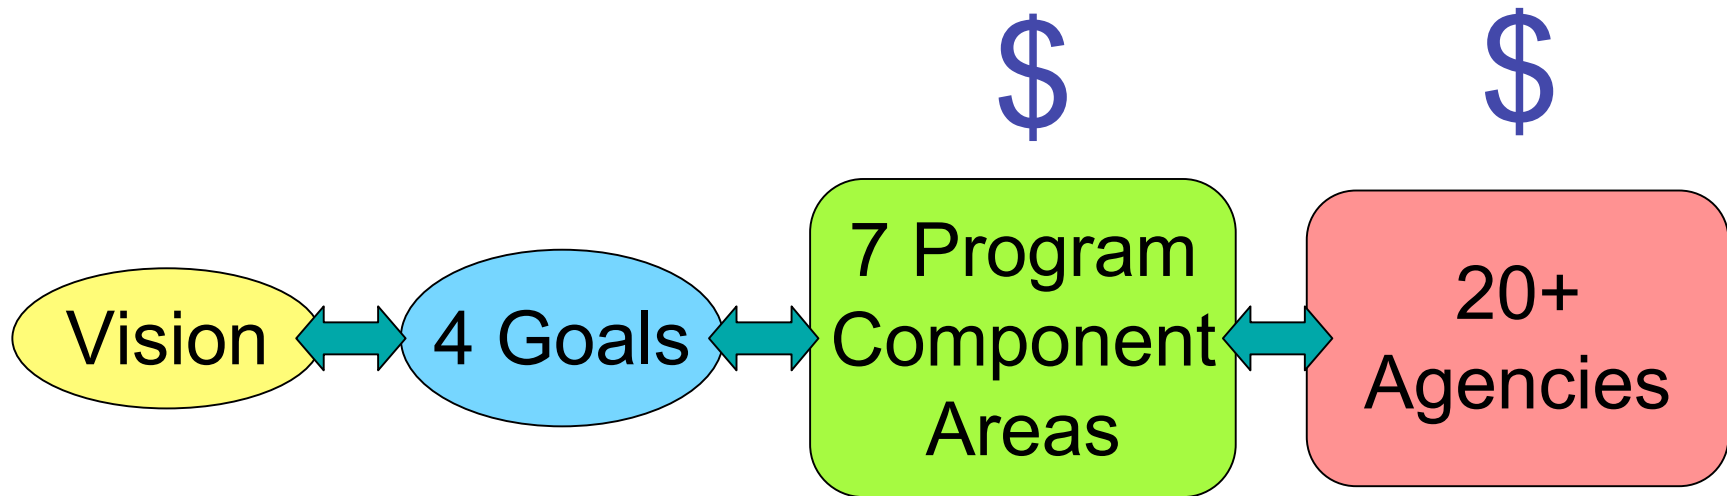 $ $
Vision
4 Goals
7 Program
Component
Areas
20+
Agencies